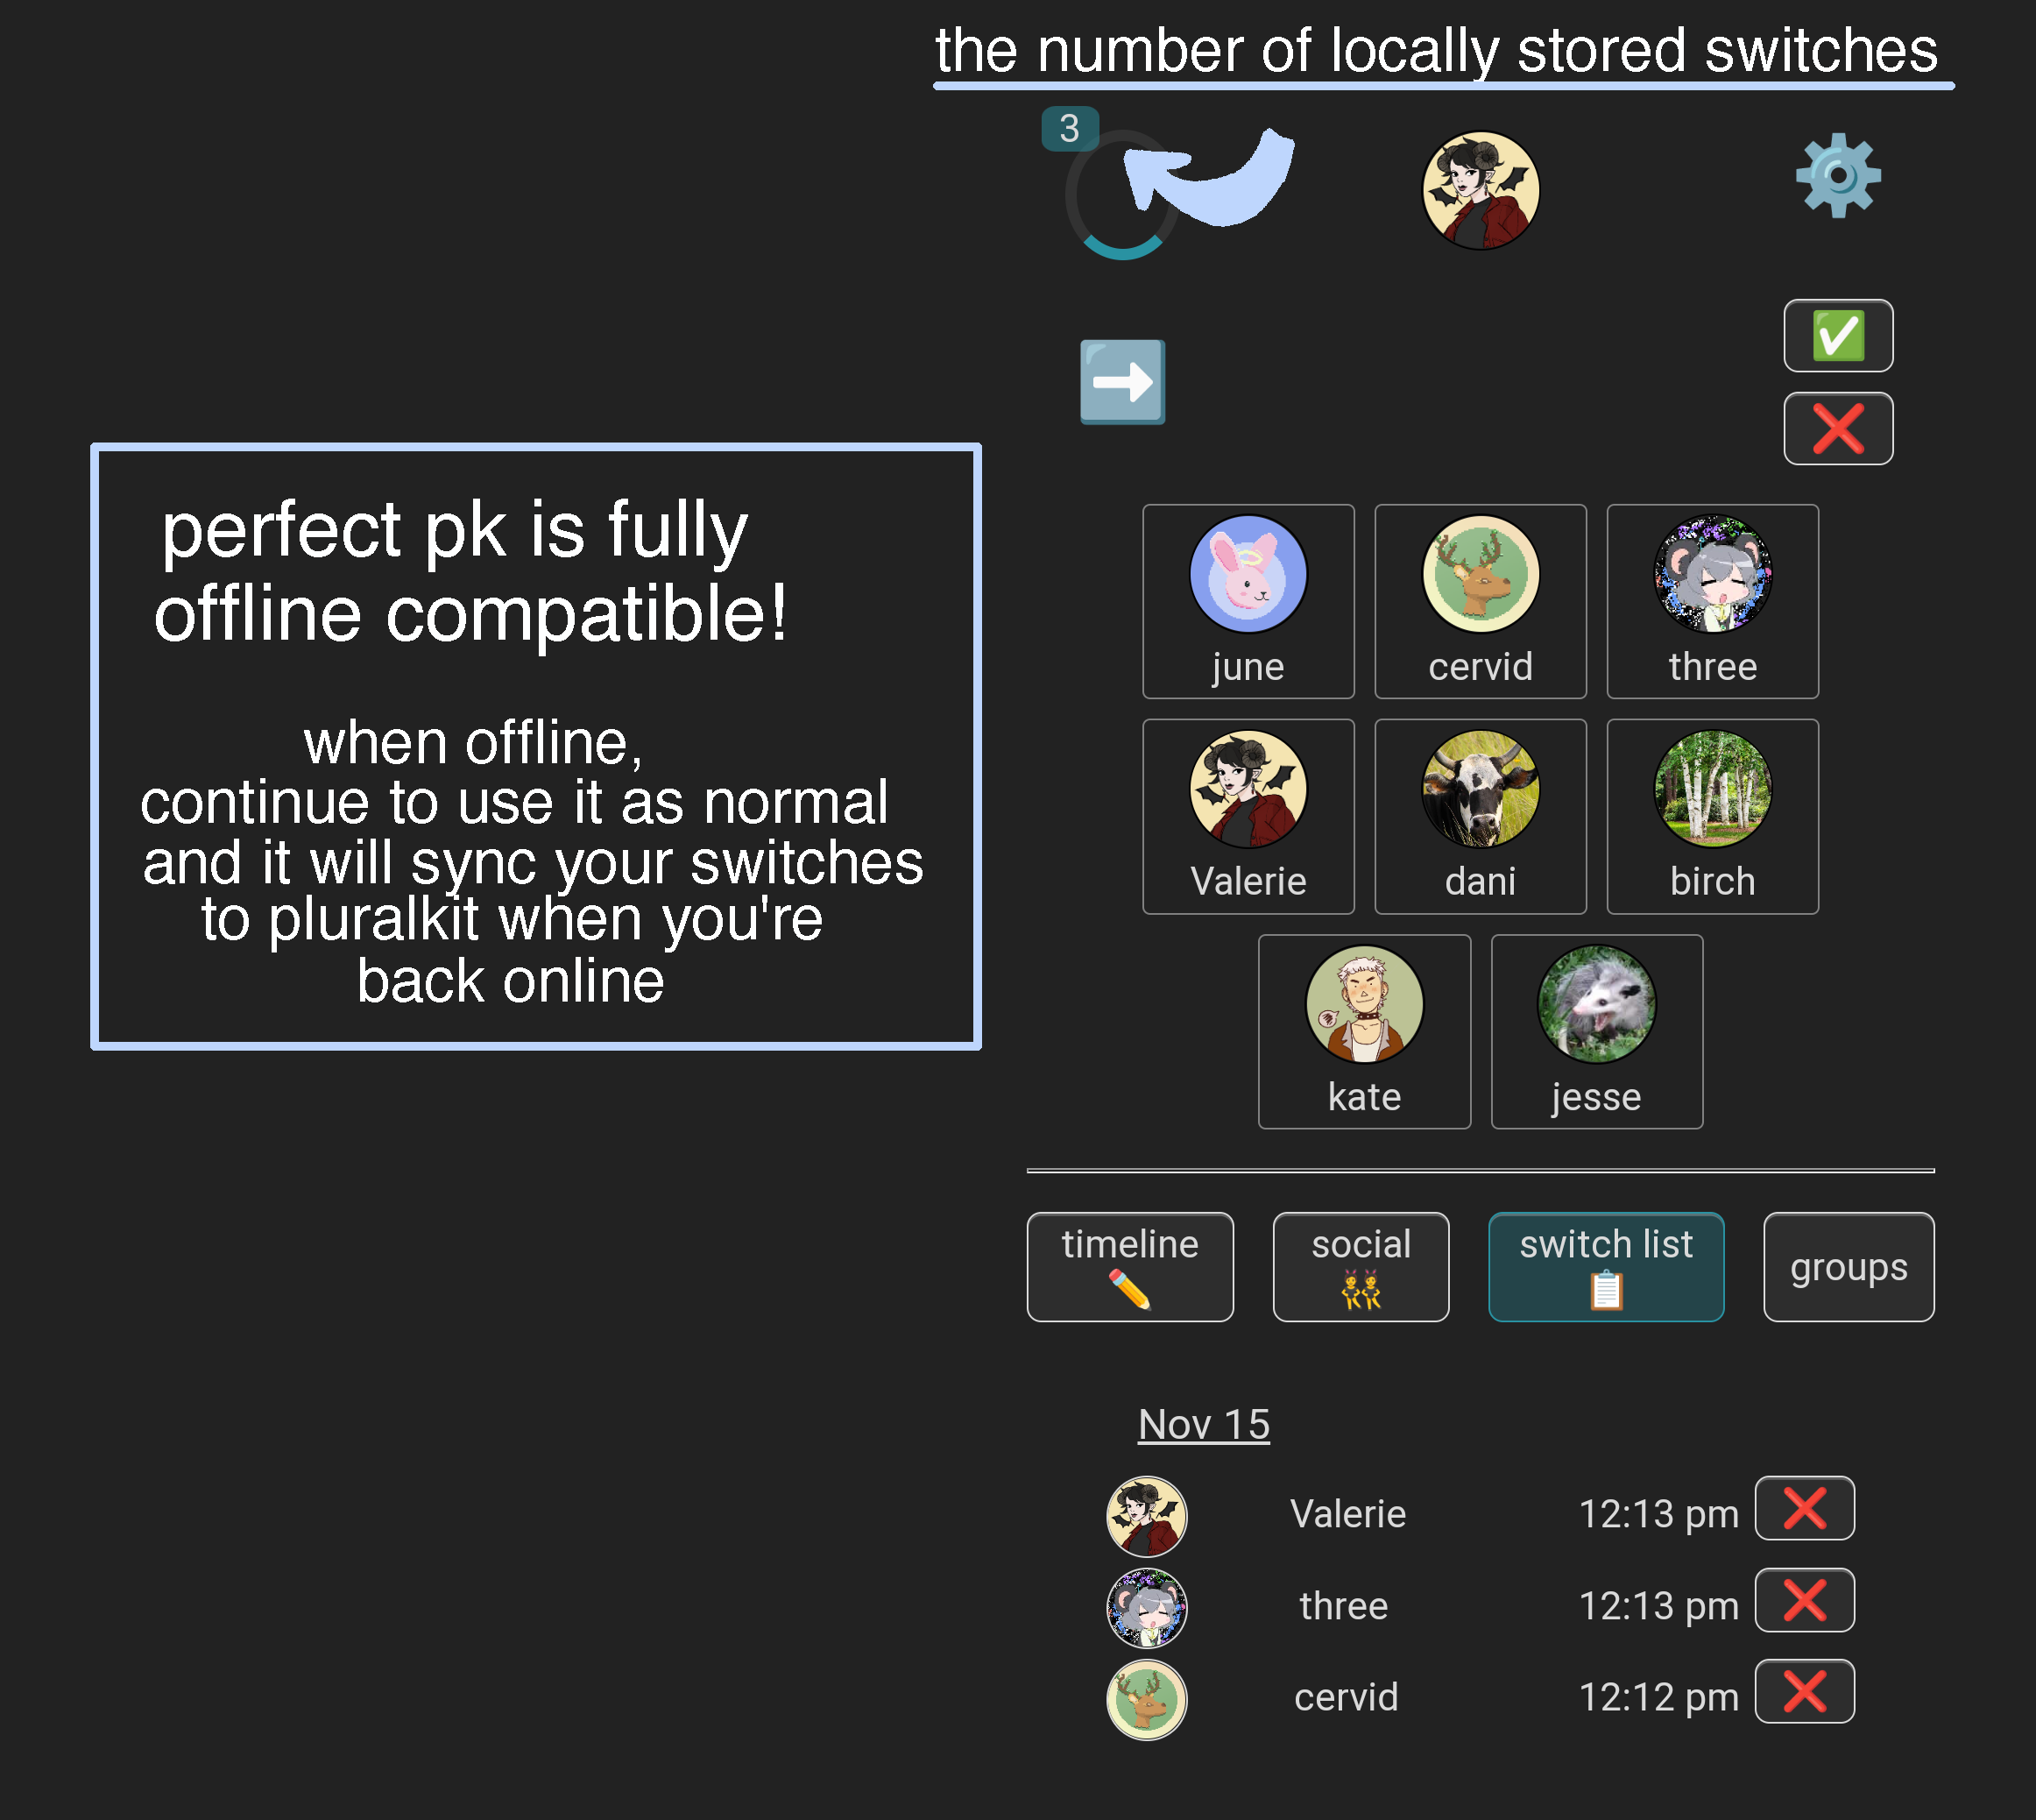 the number of locally stored switches
3
perfect pk is fully
offline compatible!
when offline,
continue to use it as normal
and it will sync your switches
to pluralkit when you're
back online
june
cervid
three
Valerie
dani
birch
kate
jesse
timeline
social
switch list
groups
Nov 15
Valerie 12:13 pm
three 12:13 pm
cervid 12:12 pm